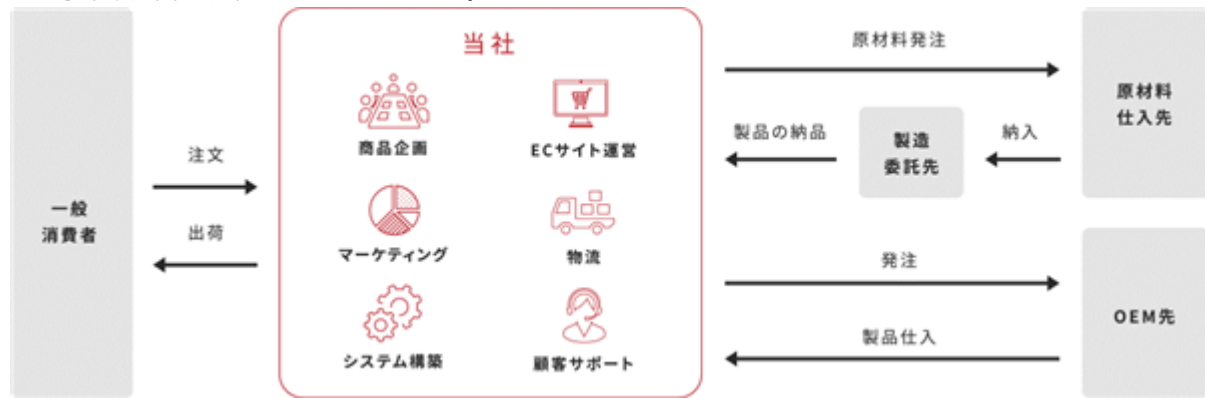 当社
原材料発注
原材料
仕入先
商品企画
ECサイト運営
製品の納品
製造
委託先
納入
注文
一般
消費者
出荷
マーケティング
物流
発注
OEM先
製品仕入
システム構築
顧客サポート